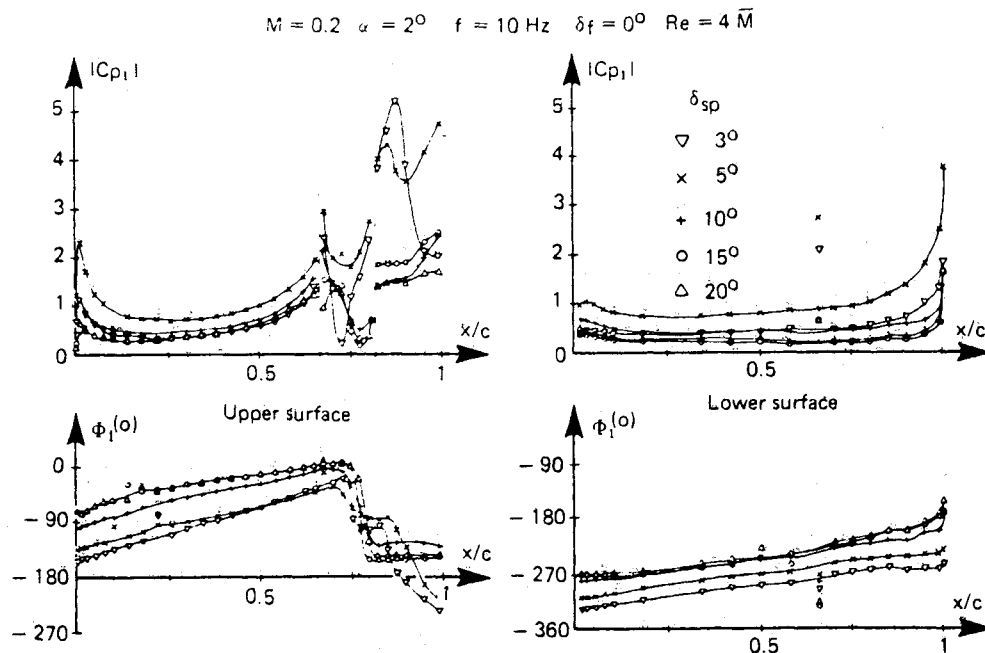 M = 0.2 α = 2° f = 10 Hz δf = 0° Re = 4 M̄
|Cp₁|
5
4
3
2
1
0
0.5
1
x/c
|Cp₁|
5
4
3
2
1
0
0.5
1
x/c
δsp
▽ 3°
× 5°
+ 10°
○ 15°
△ 20°
Upper surface
Φ₁(o)
0
− 90
− 180
− 270
0.5
1
x/c
Lower surface
Φ₁(o)
− 90
− 180
− 270
− 360
0.5
1
x/c